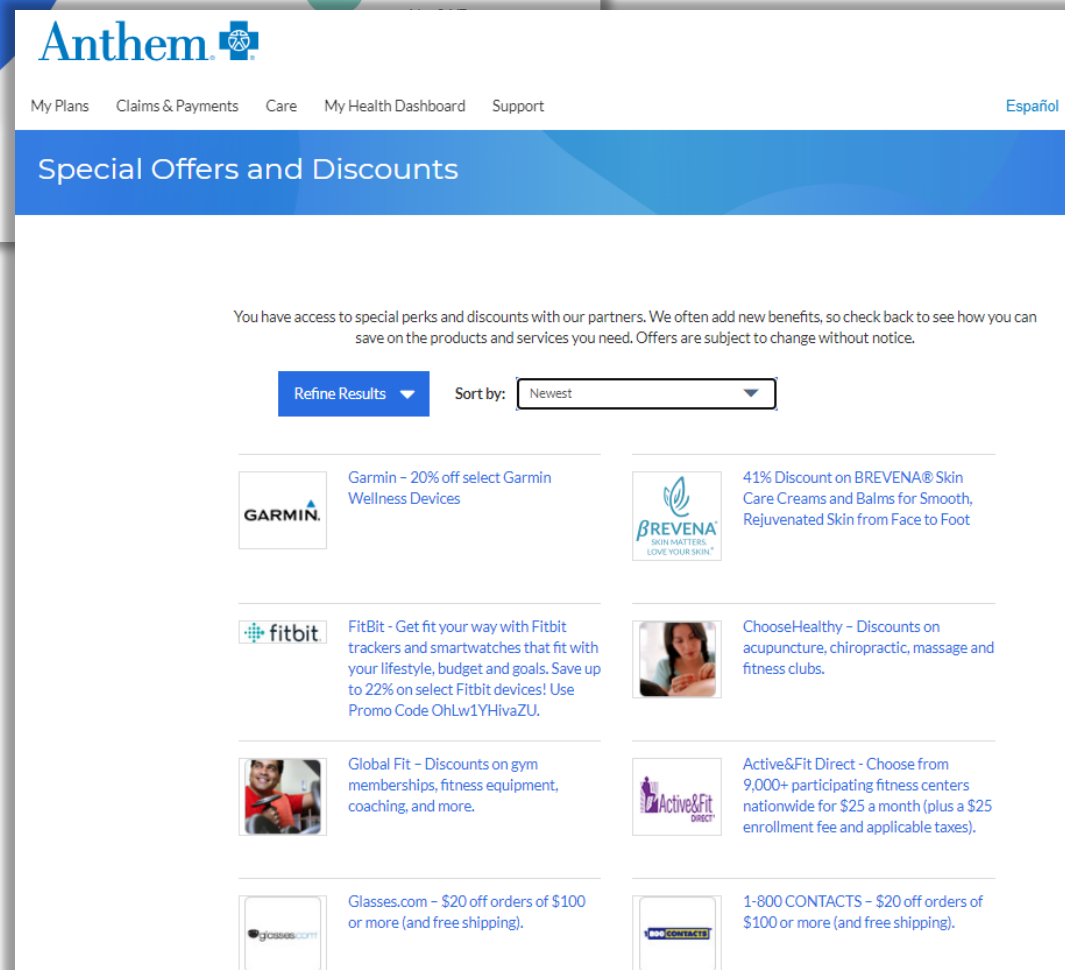 Anthem
My Plans Claims & Payments Care My Health Dashboard Support Español
Special Offers and Discounts
You have access to special perks and discounts with our partners. We often add new benefits, so check back to see how you can
save on the products and services you need. Offers are subject to change without notice.
Refine Results Sort by: Newest
GARMIN.
Garmin – 20% off select Garmin
Wellness Devices
BREVENA®
SKIN MATTERS.
LOVE YOUR SKIN.®
41% Discount on BREVENA® Skin
Care Creams and Balms for Smooth,
Rejuvenated Skin from Face to Foot
fitbit
FitBit - Get fit your way with Fitbit
trackers and smartwatches that fit with
your lifestyle, budget and goals. Save up
to 22% on select Fitbit devices! Use
Promo Code OhLw1YHivaZU.
ChooseHealthy – Discounts on
acupuncture, chiropractic, massage and
fitness clubs.
Global Fit – Discounts on gym
memberships, fitness equipment,
coaching, and more.
Active&Fit
DIRECT
Active&Fit Direct - Choose from
9,000+ participating fitness centers
nationwide for $25 a month (plus a $25
enrollment fee and applicable taxes).
glasses.com
Glasses.com – $20 off orders of $100
or more (and free shipping).
1 800 CONTACTS
1-800 CONTACTS – $20 off orders of
$100 or more (and free shipping).